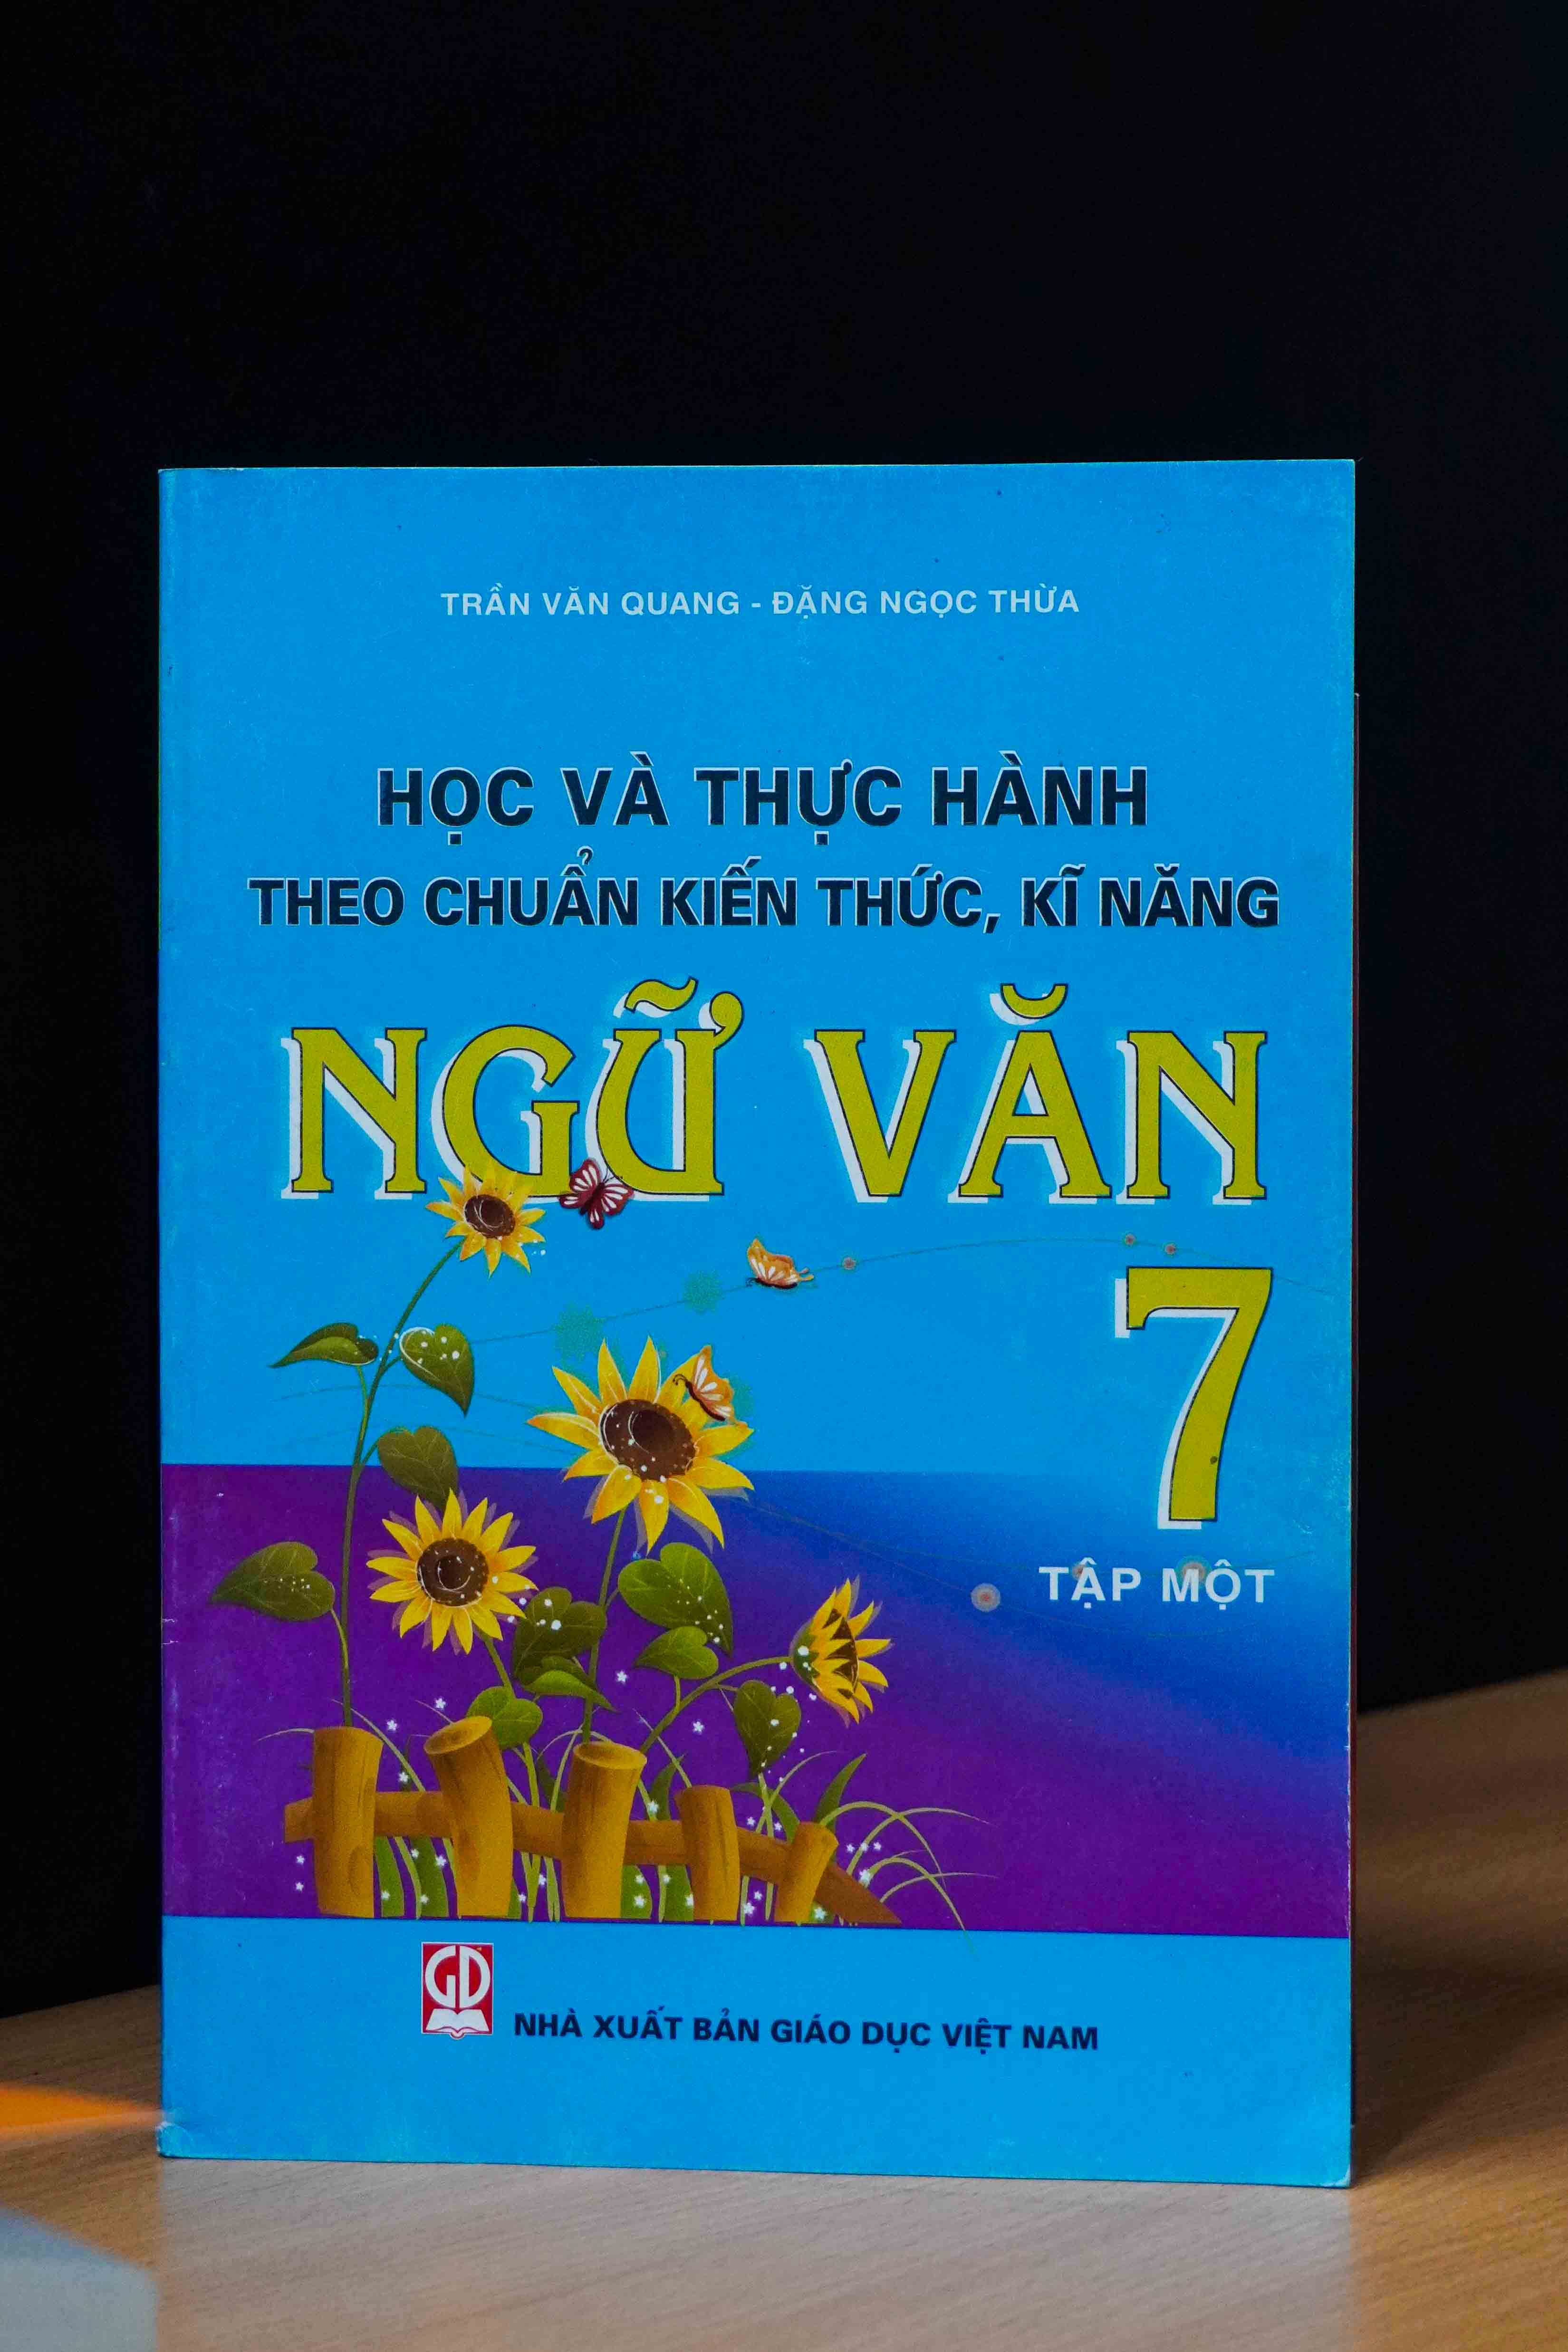 TRẦN VĂN QUANG - ĐẶNG NGỌC THỪA
HỌC VÀ THỰC HÀNH
THEO CHUẨN KIẾN THỨC, KĨ NĂNG
NGỮ VĂN
7
TẬP MỘT
GD
NHÀ XUẤT BẢN GIÁO DỤC VIỆT NAM